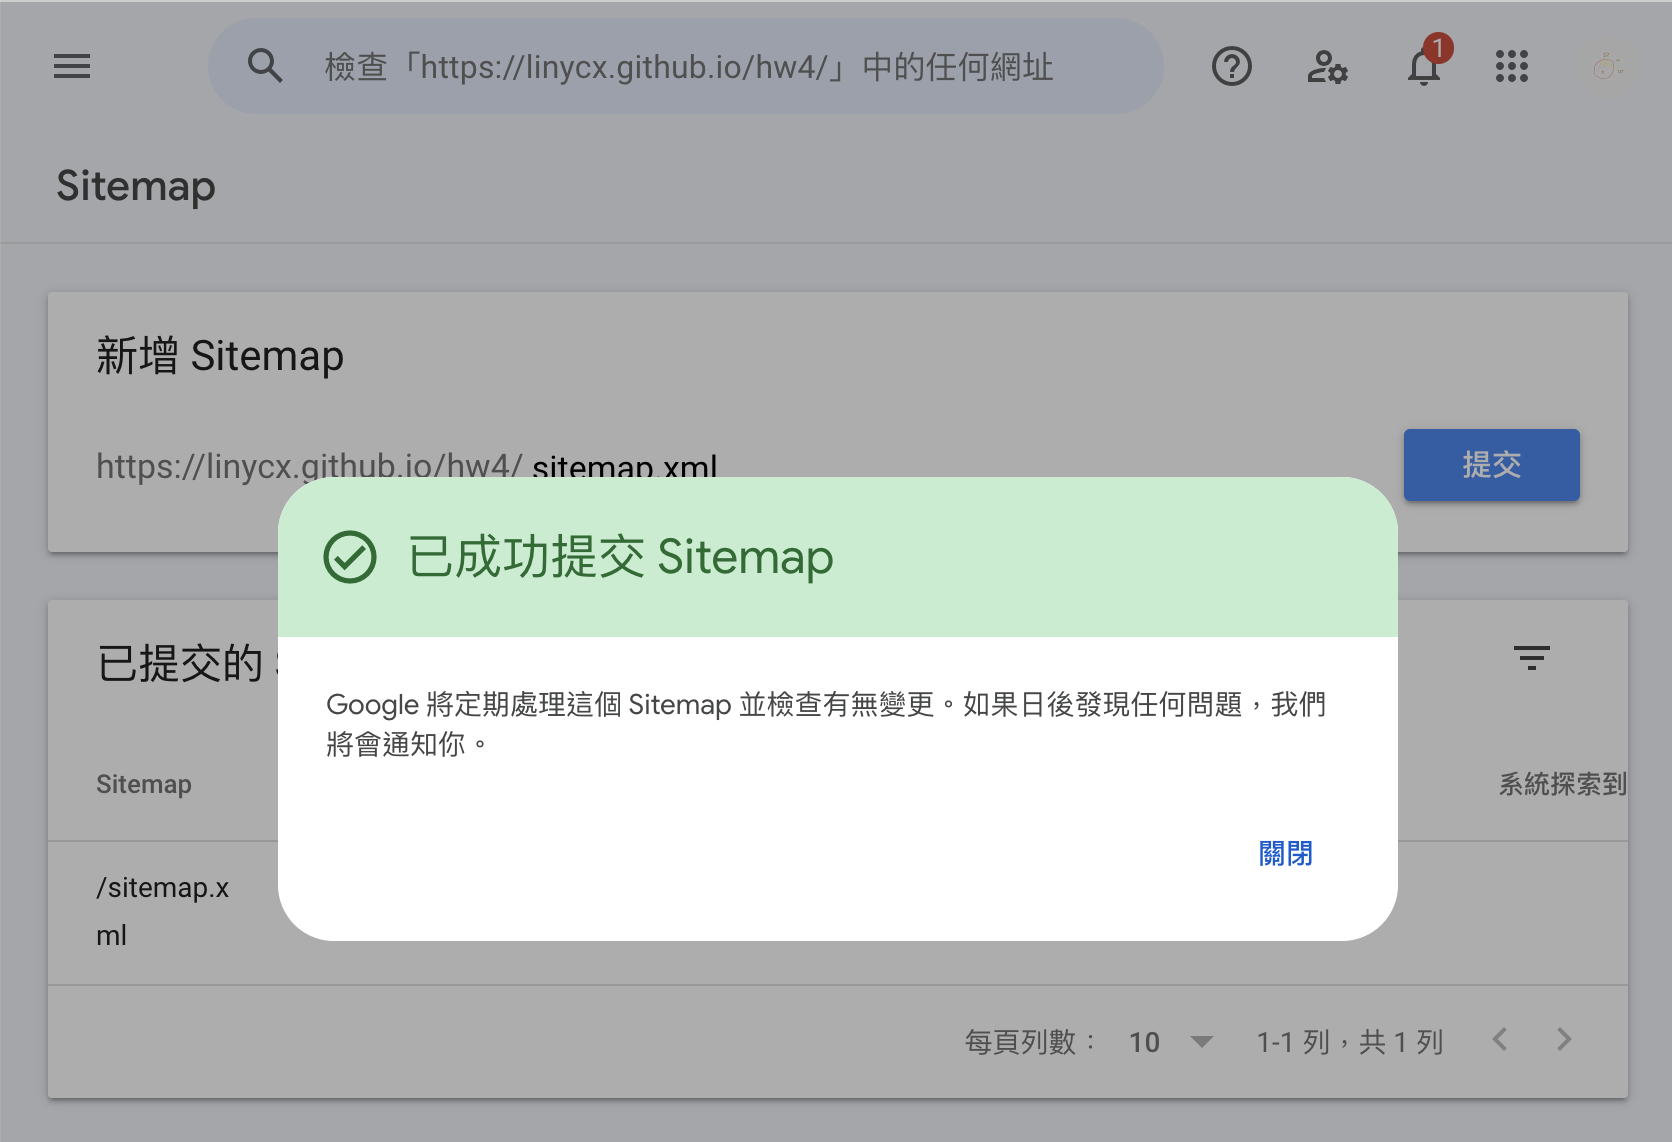 檢查「https://linycx.github.io/hw4/」中的任何網址
1
Sitemap
新增 Sitemap
https://linycx.github.io/hw4/ sitemap.xml
提交
已成功提交 Sitemap
已提交的
Google 將定期處理這個 Sitemap 並檢查有無變更。如果日後發現任何問題，我們
將會通知你。
Sitemap
系統探索到
關閉
/sitemap.x
ml
每頁列數：
10
1-1 列，共 1 列